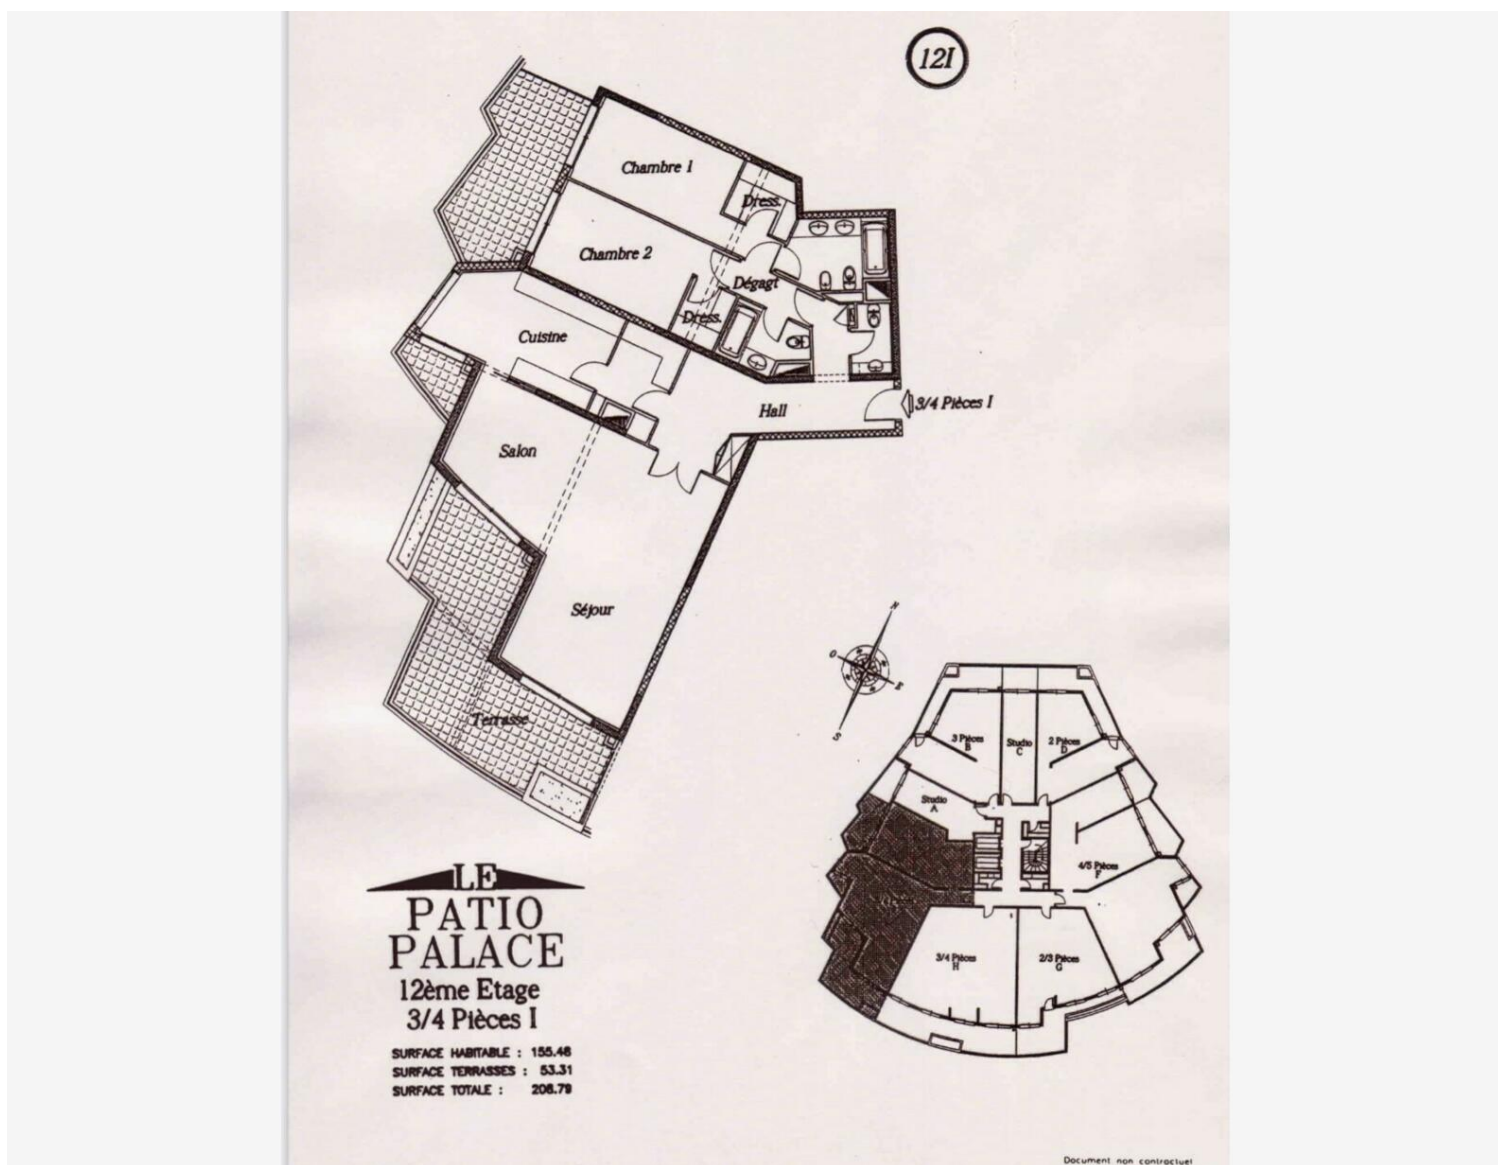 12I
Chambre 1
Dress.
Chambre 2
Dégagt
Dress.
Cuisine
Hall
3/4 Pièces I
Salon
Séjour
Terrasse
N
O
E
S
3 Pièces
B
Studio
C
2 Pièces
D
Studio
A
4/5 Pièces
F
3/4 Pièces
H
2/3 Pièces
G
LE
PATIO
PALACE
12ème Etage
3/4 Pièces I
SURFACE HABITABLE : 155.48
SURFACE TERRASSES : 53.31
SURFACE TOTALE : 208.79
Document non contractuel